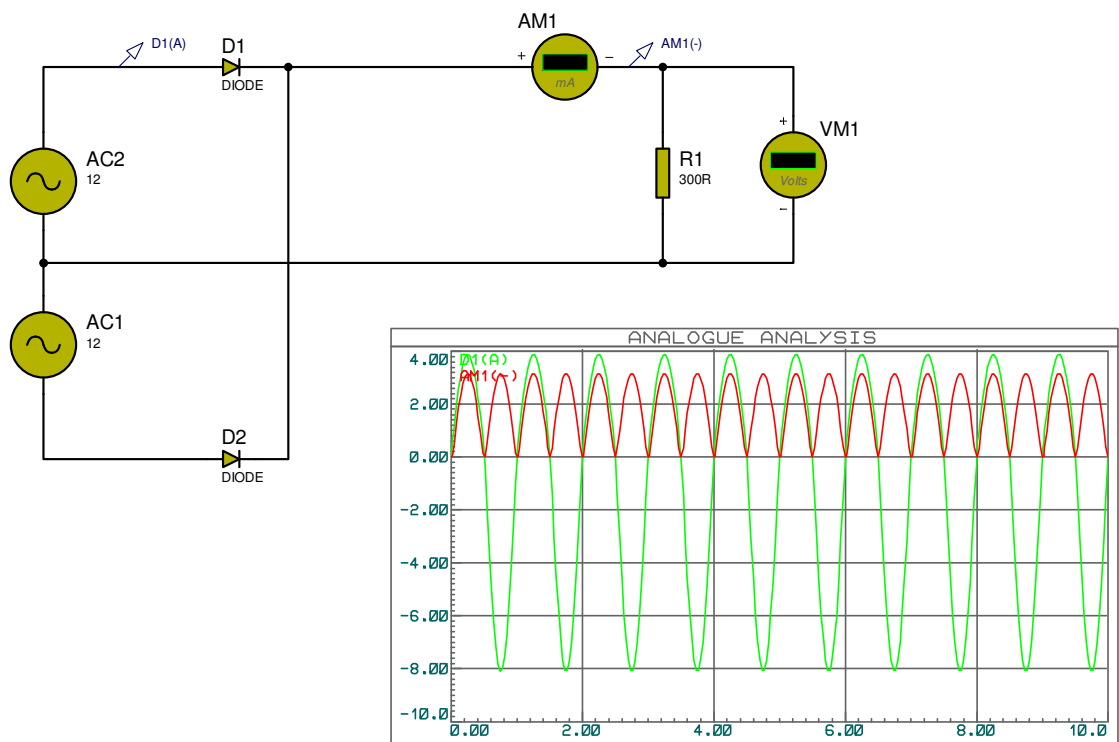 AM1
D1(A)
D1
AM1(-)
+
−
DIODE
mA
AC2
12
+
VM1
R1
300R
Volts
−
AC1
12
ANALOGUE ANALYSIS
4.00
D1(A)
AM1(-)
2.00
0.00
D2
DIODE
-2.00
-4.00
-6.00
-8.00
-10.0
0.00 2.00 4.00 6.00 8.00 10.0